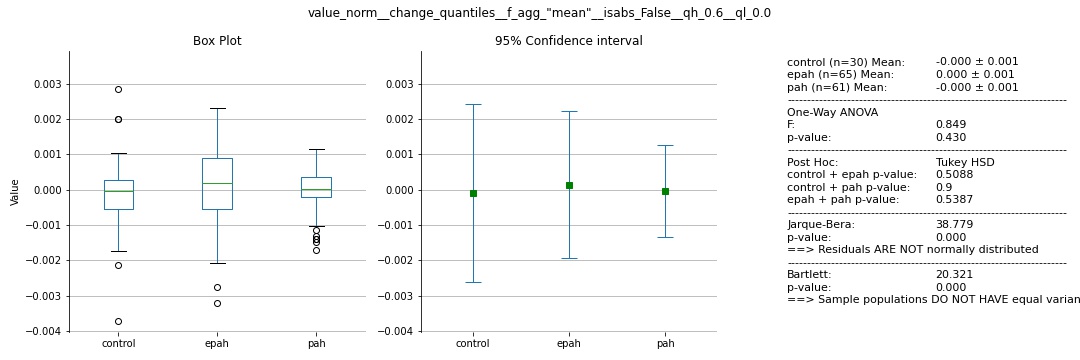 value_norm__change_quantiles__f_agg_"mean"__isabs_False__qh_0.6__ql_0.0
Box Plot
Value
0.003
0.002
0.001
0.000
−0.001
−0.002
−0.003
−0.004
control
epah
pah
95% Confidence interval
0.003
0.002
0.001
0.000
−0.001
−0.002
−0.003
−0.004
control
epah
pah
control (n=30) Mean: -0.000 ± 0.001
epah (n=65) Mean: 0.000 ± 0.001
pah (n=61) Mean: -0.000 ± 0.001
One-Way ANOVA
F: 0.849
p-value: 0.430
Post Hoc: Tukey HSD
control + epah p-value: 0.5088
control + pah p-value: 0.9
epah + pah p-value: 0.5387
Jarque-Bera: 38.779
p-value: 0.000
==> Residuals ARE NOT normally distributed
Bartlett: 20.321
p-value: 0.000
==> Sample populations DO NOT HAVE equal varian